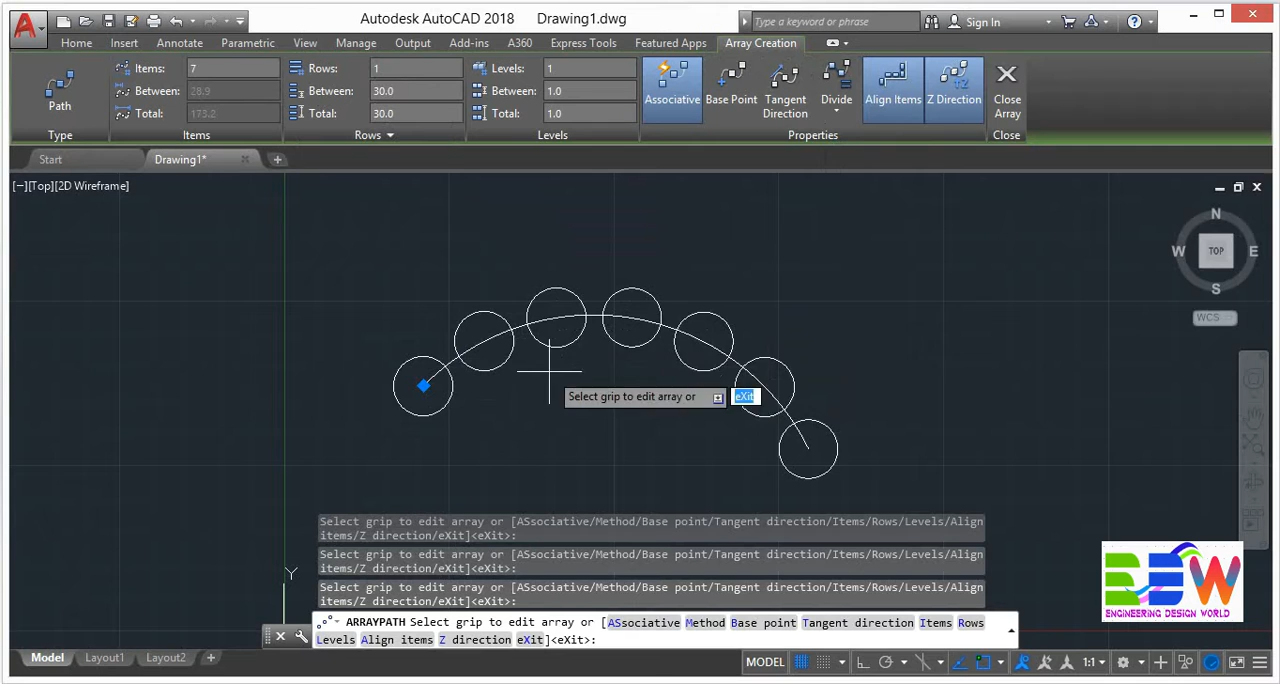 Autodesk AutoCAD 2018 Drawing1.dwg
Type a keyword or phrase
Sign In
Home Insert Annotate Parametric View Manage Output Add-ins A360 Express Tools Featured Apps Array Creation
Path
Type
Items: 7
Between: 28.9
Total: 173.2
Items
Rows: 1
Between: 30.0
Total: 30.0
Rows
Levels: 1
Between: 1.0
Total: 1.0
Levels
Associative
Base Point
Tangent
Direction
Divide
Align Items
Z Direction
Properties
Close
Array
Close
Start Drawing1*
[−][Top][2D Wireframe]
N
W TOP E
S
WCS
Select grip to edit array or eXit
Select grip to edit array or [ASsociative/Method/Base point/Tangent direction/Items/Rows/Levels/Align
items/Z direction/eXit]<eXit>:
Select grip to edit array or [ASsociative/Method/Base point/Tangent direction/Items/Rows/Levels/Align
items/Z direction/eXit]<eXit>:
Select grip to edit array or [ASsociative/Method/Base point/Tangent direction/Items/Rows/Levels/Align
items/Z direction/eXit]<eXit>:
Y
ARRAYPATH Select grip to edit array or [ASsociative Method Base point Tangent direction Items Rows
Levels Align items Z direction eXit]<eXit>:
EDW
ENGINEERING DESIGN WORLD
Model Layout1 Layout2
MODEL
1:1